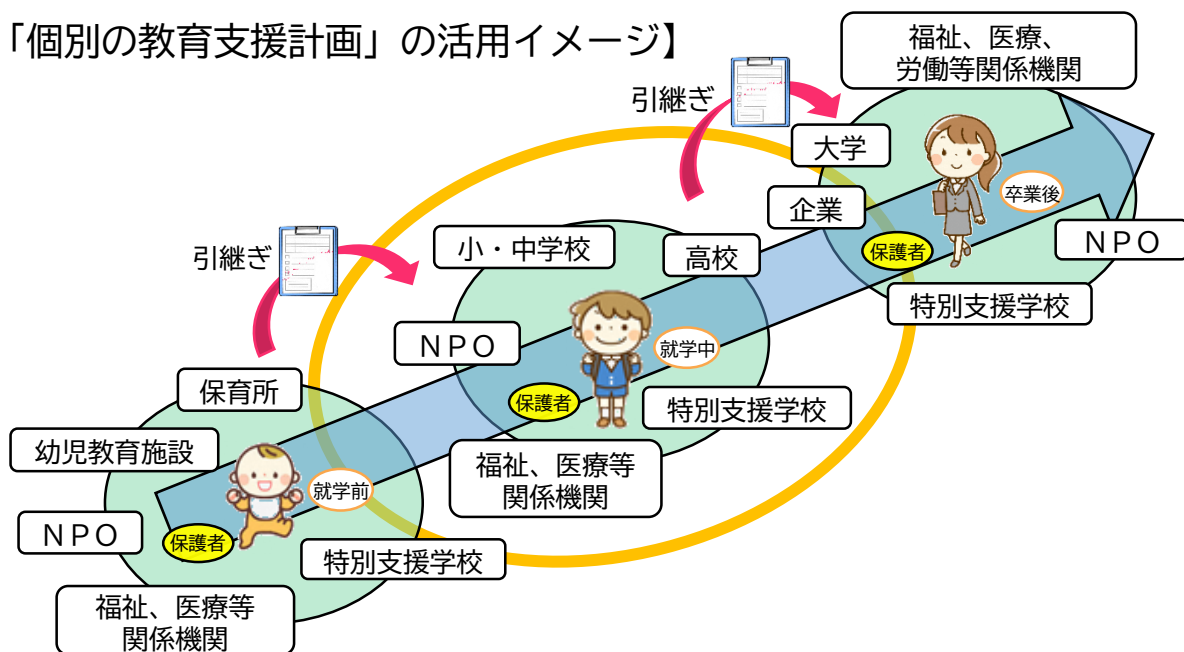 「個別の教育支援計画」の活用イメージ】
福祉、医療、
労働等関係機関
引継ぎ
大学
企業
卒業後
保護者
ＮＰＯ
特別支援学校
引継ぎ
小・中学校
高校
ＮＰＯ
就学中
保護者
特別支援学校
福祉、医療等
関係機関
保育所
幼児教育施設
就学前
ＮＰＯ
保護者
特別支援学校
福祉、医療等
関係機関